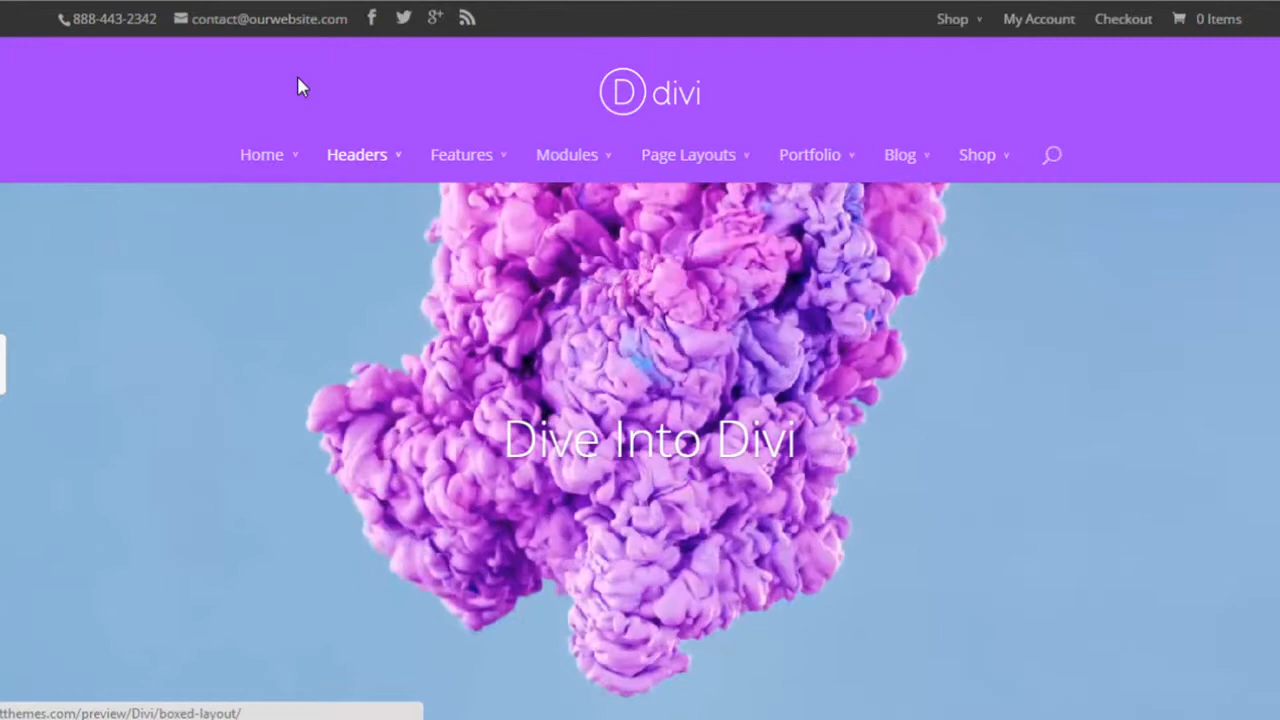 888-443-2342 contact@ourwebsite.com Shop My Account Checkout 0 Items
D divi
Home Headers Features Modules Page Layouts Portfolio Blog Shop
Dive Into Divi
tthemes.com/preview/Divi/boxed-layout/